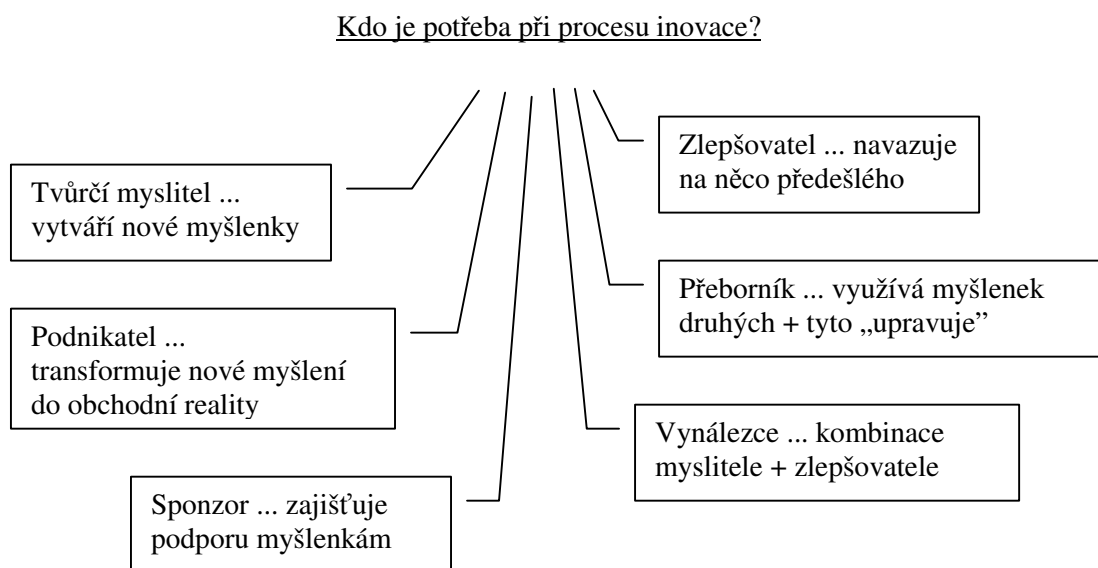 Kdo je potřeba při procesu inovace?
Tvůrčí myslitel ...
vytváří nové myšlenky
Podnikatel ...
transformuje nové myšlení
do obchodní reality
Sponzor ... zajišťuje
podporu myšlenkám
Zlepšovatel ... navazuje
na něco předešlého
Přeborník ... využívá myšlenek
druhých + tyto „upravuje”
Vynálezce ... kombinace
myslitele + zlepšovatele